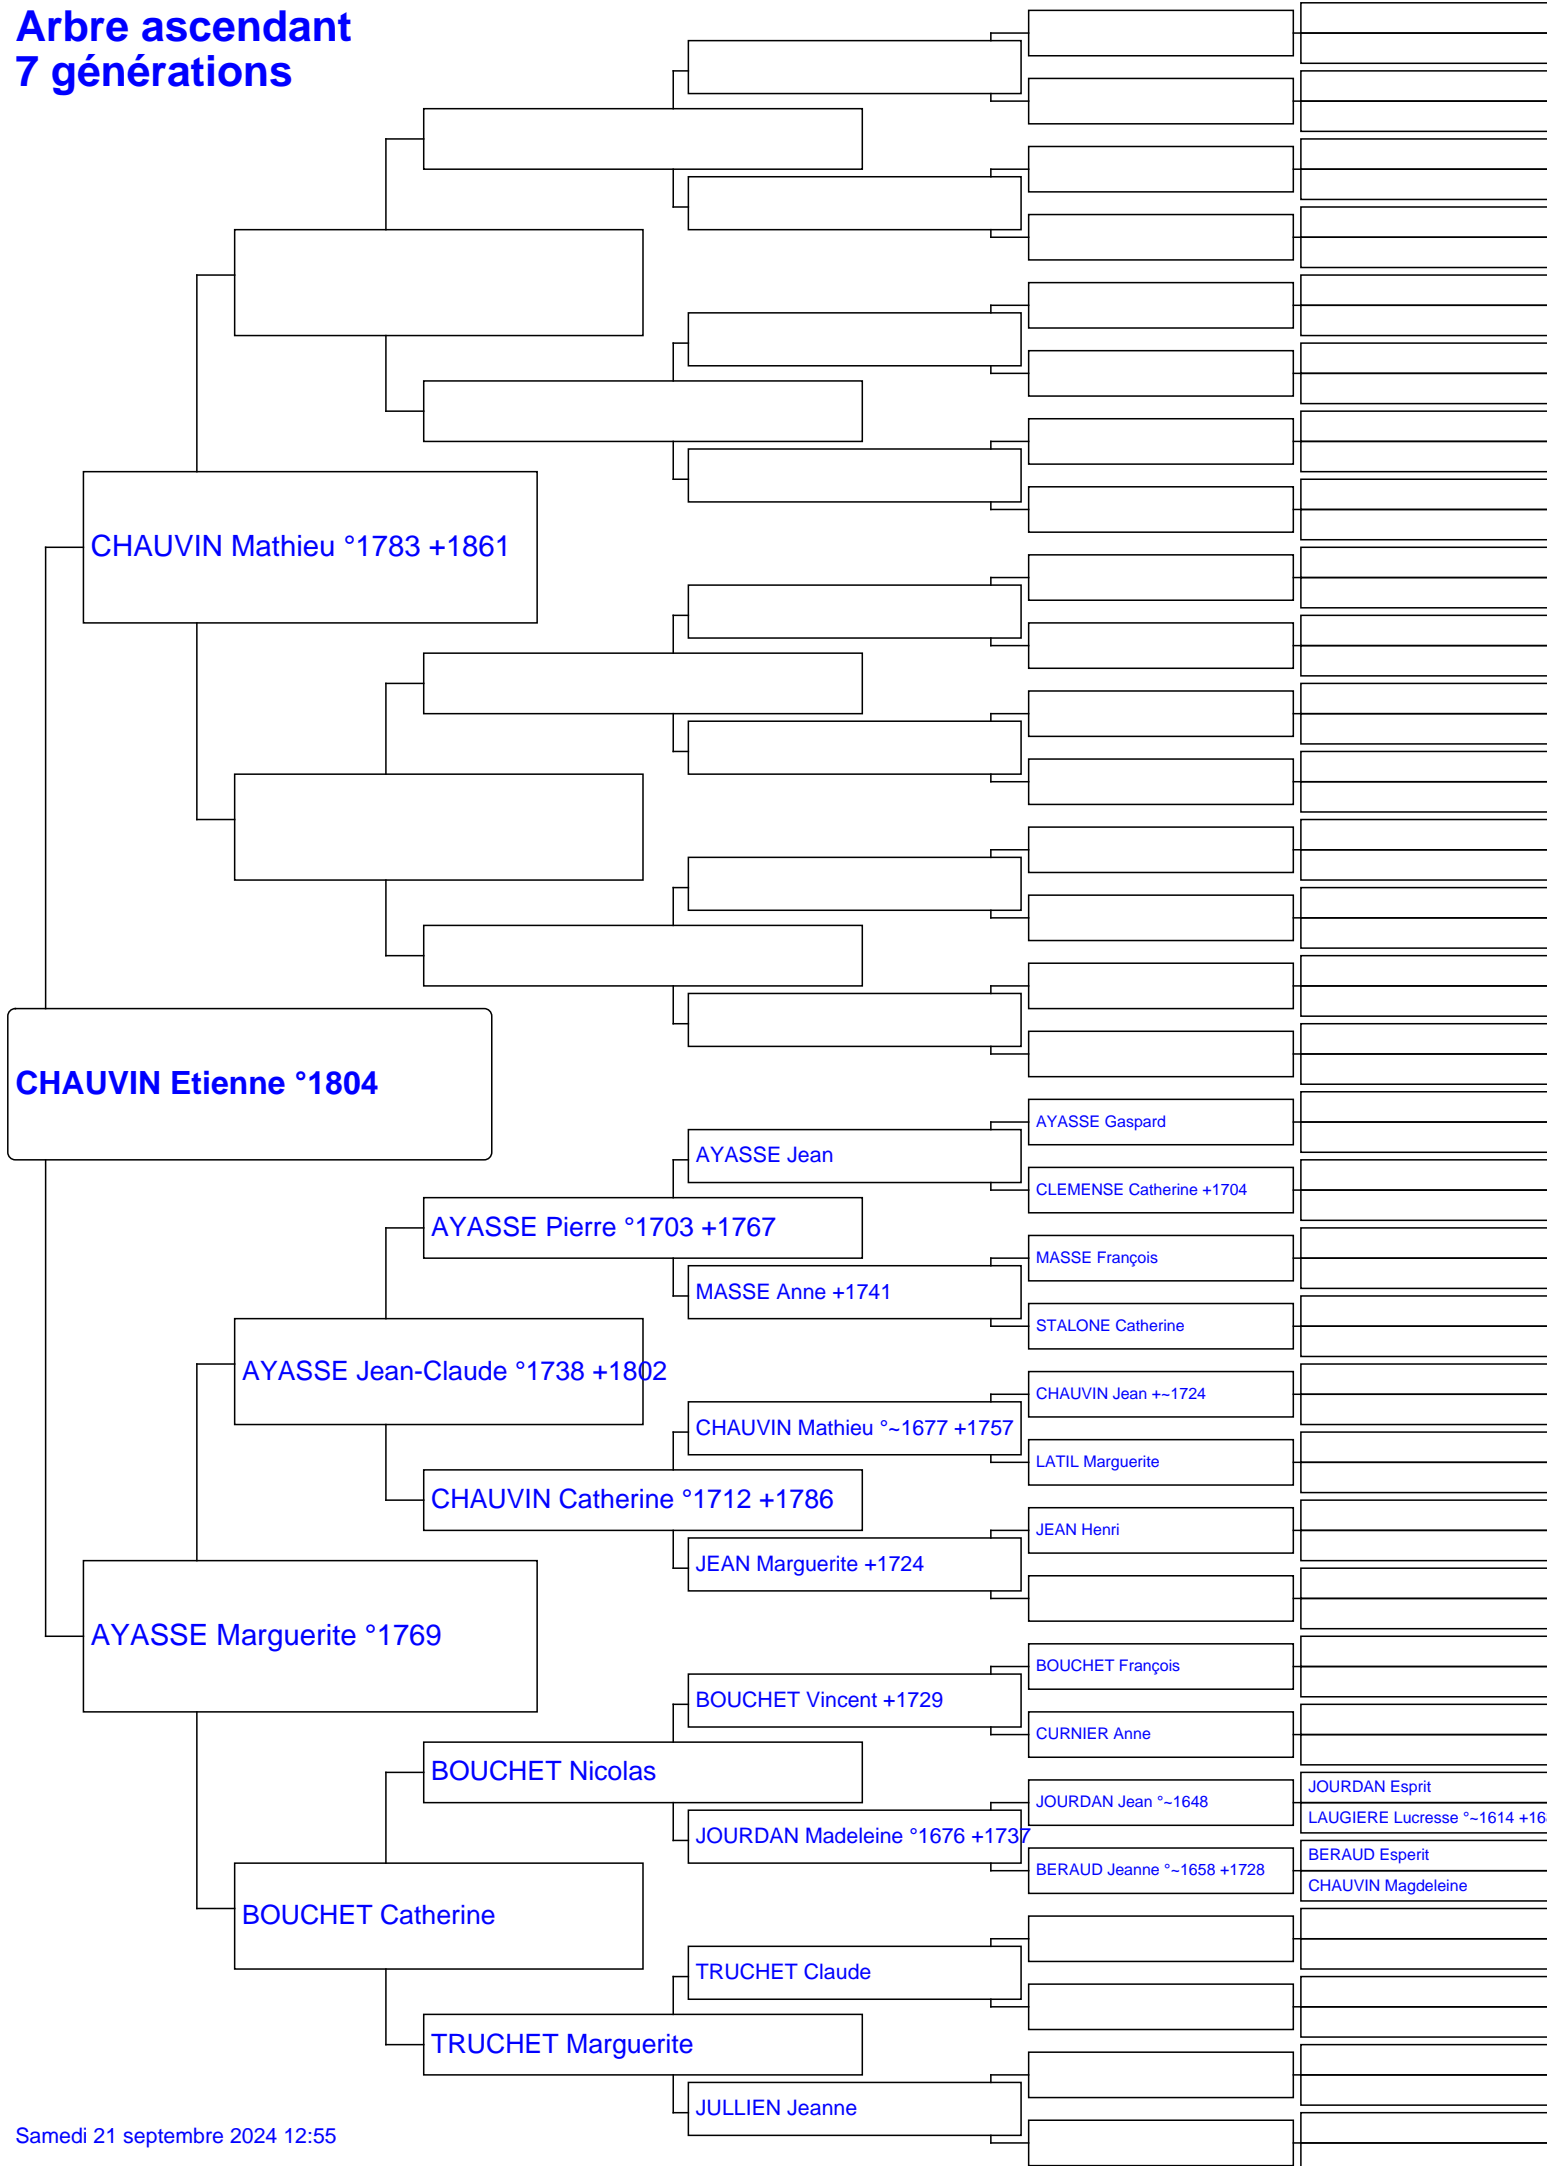 Arbre ascendant
7 générations
CHAUVIN Mathieu °1783 +1861
CHAUVIN Etienne °1804
AYASSE Gaspard
AYASSE Jean
CLEMENSE Catherine +1704
AYASSE Pierre °1703 +1767
MASSE François
MASSE Anne +1741
STALONE Catherine
AYASSE Jean-Claude °1738 +1802
CHAUVIN Jean +~1724
CHAUVIN Mathieu °~1677 +1757
LATIL Marguerite
CHAUVIN Catherine °1712 +1786
JEAN Henri
JEAN Marguerite +1724
AYASSE Marguerite °1769
BOUCHET François
BOUCHET Vincent +1729
CURNIER Anne
BOUCHET Nicolas
JOURDAN Esprit
JOURDAN Jean °~1648
LAUGIERE Lucresse °~1614
JOURDAN Madeleine °1676 +1737
BERAUD Esperit
BERAUD Jeanne °~1658 +1728
CHAUVIN Magdeleine
BOUCHET Catherine
TRUCHET Claude
TRUCHET Marguerite
JULLIEN Jeanne
Samedi 21 septembre 2024 12:55